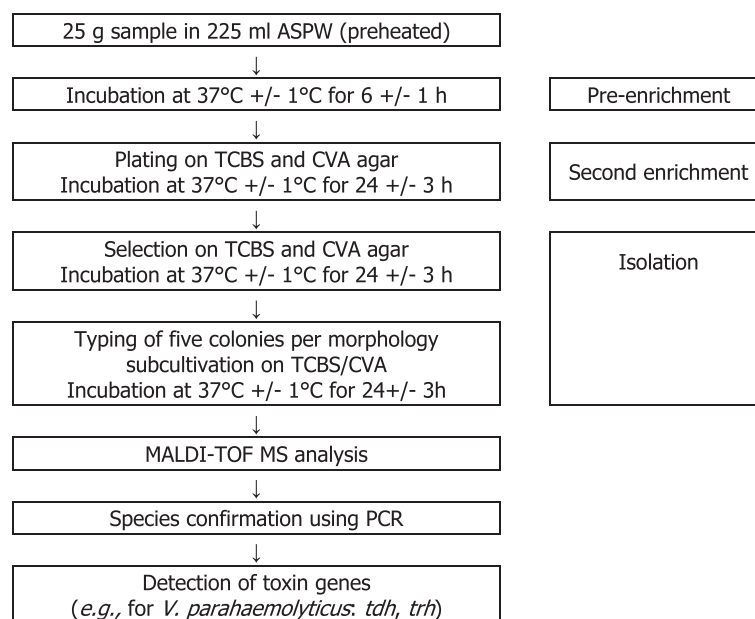 25 g sample in 225 ml ASPW (preheated)
↓
Incubation at 37°C +/- 1°C for 6 +/- 1 h
Pre-enrichment
↓
Plating on TCBS and CVA agar
Incubation at 37°C +/- 1°C for 24 +/- 3 h
Second enrichment
↓
Selection on TCBS and CVA agar
Incubation at 37°C +/- 1°C for 24 +/- 3 h
Isolation
↓
Typing of five colonies per morphology
subcultivation on TCBS/CVA
Incubation at 37°C +/- 1°C for 24+/- 3h
↓
MALDI-TOF MS analysis
↓
Species confirmation using PCR
↓
Detection of toxin genes
(e.g., for V. parahaemolyticus: tdh, trh)